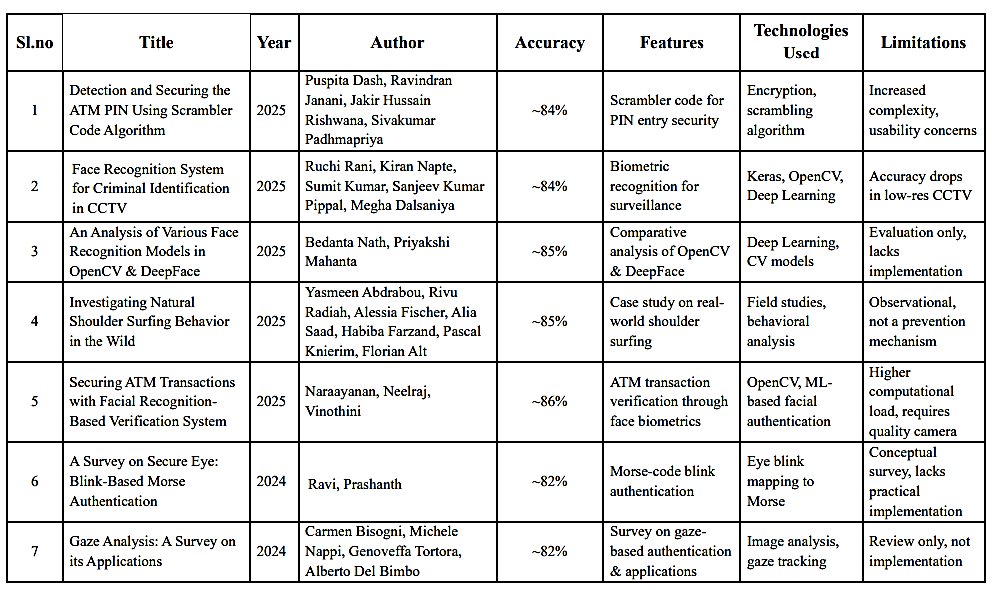 Sl.no Title Year Author Accuracy Features Technologies Used Limitations
1 Detection and Securing the ATM PIN Using Scrambler Code Algorithm 2025 Puspita Dash, Ravindran Janani, Jakir Hussain Rishwana, Sivakumar Padhmapriya ~84% Scrambler code for PIN entry security Encryption, scrambling algorithm Increased complexity, usability concerns
2 Face Recognition System for Criminal Identification in CCTV 2025 Ruchi Rani, Kiran Napte, Sumit Kumar, Sanjeev Kumar Pippal, Megha Dalsaniya ~84% Biometric recognition for surveillance Keras, OpenCV, Deep Learning Accuracy drops in low-res CCTV
3 An Analysis of Various Face Recognition Models in OpenCV & DeepFace 2025 Bedanta Nath, Priyakshi Mahanta ~85% Comparative analysis of OpenCV & DeepFace Deep Learning, CV models Evaluation only, lacks implementation
4 Investigating Natural Shoulder Surfing Behavior in the Wild 2025 Yasmeen Abdrabou, Rivu Radiah, Alessia Fischer, Alia Saad, Habiba Farzand, Pascal Knierim, Florian Alt ~85% Case study on real-world shoulder surfing Field studies, behavioral analysis Observational, not a prevention mechanism
5 Securing ATM Transactions with Facial Recognition-Based Verification System 2025 Naraayanan, Neelraj, Vinothini ~86% ATM transaction verification through face biometrics OpenCV, ML-based facial authentication Higher computational load, requires quality camera
6 A Survey on Secure Eye: Blink-Based Morse Authentication 2024 Ravi, Prashanth ~82% Morse-code blink authentication Eye blink mapping to Morse Conceptual survey, lacks practical implementation
7 Gaze Analysis: A Survey on its Applications 2024 Carmen Bisogni, Michele Nappi, Genoveffa Tortora, Alberto Del Bimbo ~82% Survey on gaze-based authentication & applications Image analysis, gaze tracking Review only, not implementation